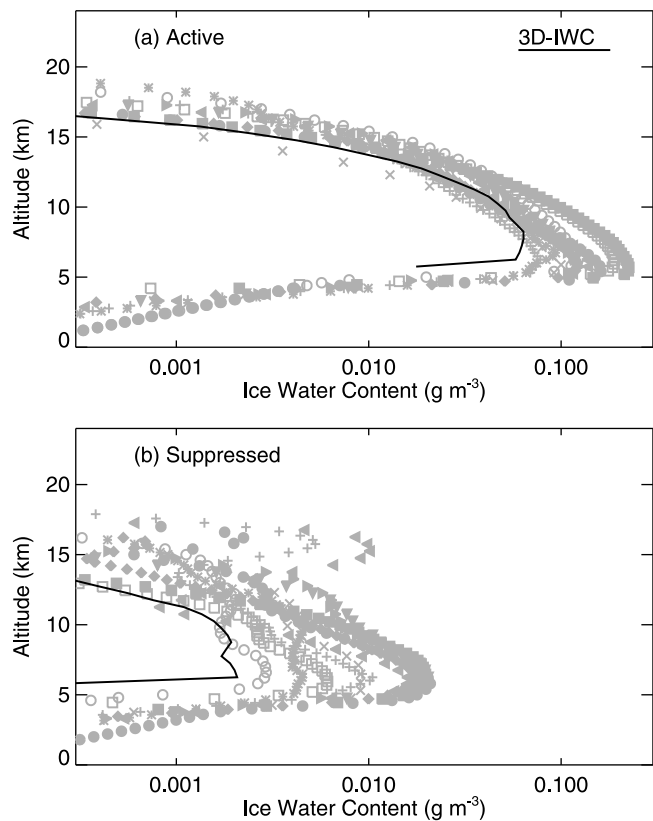 (a) Active
3D-IWC
20
15
10
5
0
Altitude (km)
0.001 0.010 0.100
Ice Water Content (g m⁻³)
(b) Suppressed
20
15
10
5
0
Altitude (km)
0.001 0.010 0.100
Ice Water Content (g m⁻³)